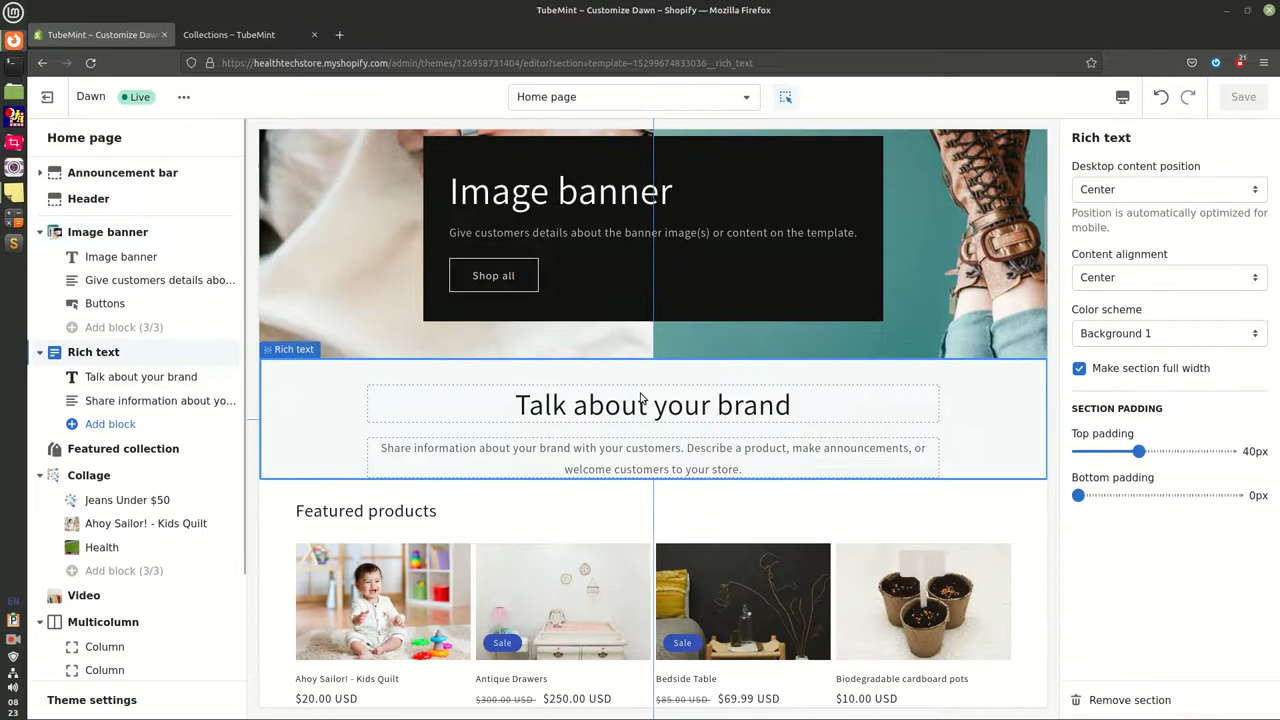 TubeMint ~ Customize Dawn ~ Shopify — Mozilla Firefox
TubeMint ~ Customize Daw
Collections ~ TubeMint
https://healthtechstore.myshopify.com/admin/themes/126958731404/editor?section=template--15299674833036__rich_text
21
Dawn
Live
Home page
Save
Home page
Announcement bar
Header
Image banner
Image banner
Give customers details abo...
Buttons
Add block (3/3)
Rich text
Talk about your brand
Share information about yo...
Add block
Featured collection
Collage
Jeans Under $50
Ahoy Sailor! - Kids Quilt
Health
Add block (3/3)
Video
Multicolumn
Column
Column
Theme settings
EN
08
23
Image banner
Give customers details about the banner image(s) or content on the template.
Shop all
Rich text
Talk about your brand
Share information about your brand with your customers. Describe a product, make announcements, or
welcome customers to your store.
Featured products
Sale
Sale
Ahoy Sailor! - Kids Quilt
Antique Drawers
Bedside Table
Biodegradable cardboard pots
$20.00 USD
$300.00 USD $250.00 USD
$85.00 USD $69.99 USD
$10.00 USD
Rich text
Desktop content position
Center
Position is automatically optimized for
mobile.
Content alignment
Center
Color scheme
Background 1
Make section full width
SECTION PADDING
Top padding
40px
Bottom padding
0px
Remove section